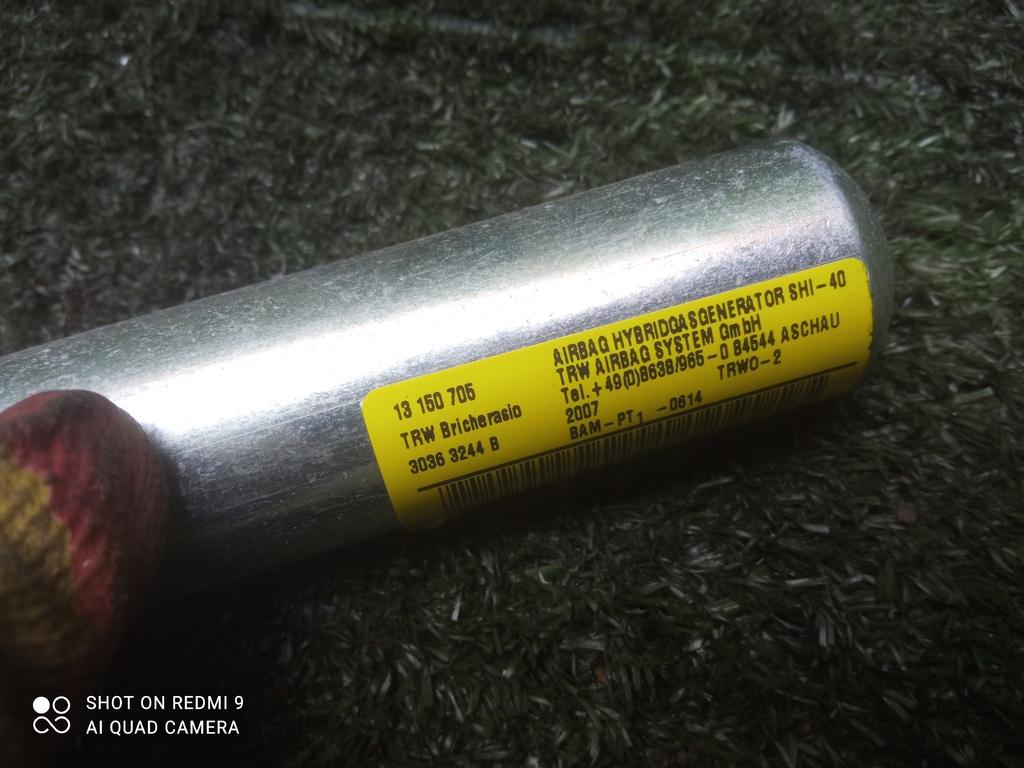 13 150 705
TRW Bricherasio
3036 3244 B
AIRBAG HYBRIDGASGENERATOR SHI-40
TRW AIRBAG SYSTEM GmbH
Tel.+49(0)8638/965-0 84544 ASCHAU
2007 TRWO-2
BAM-PT1 -0614
SHOT ON REDMI 9
AI QUAD CAMERA